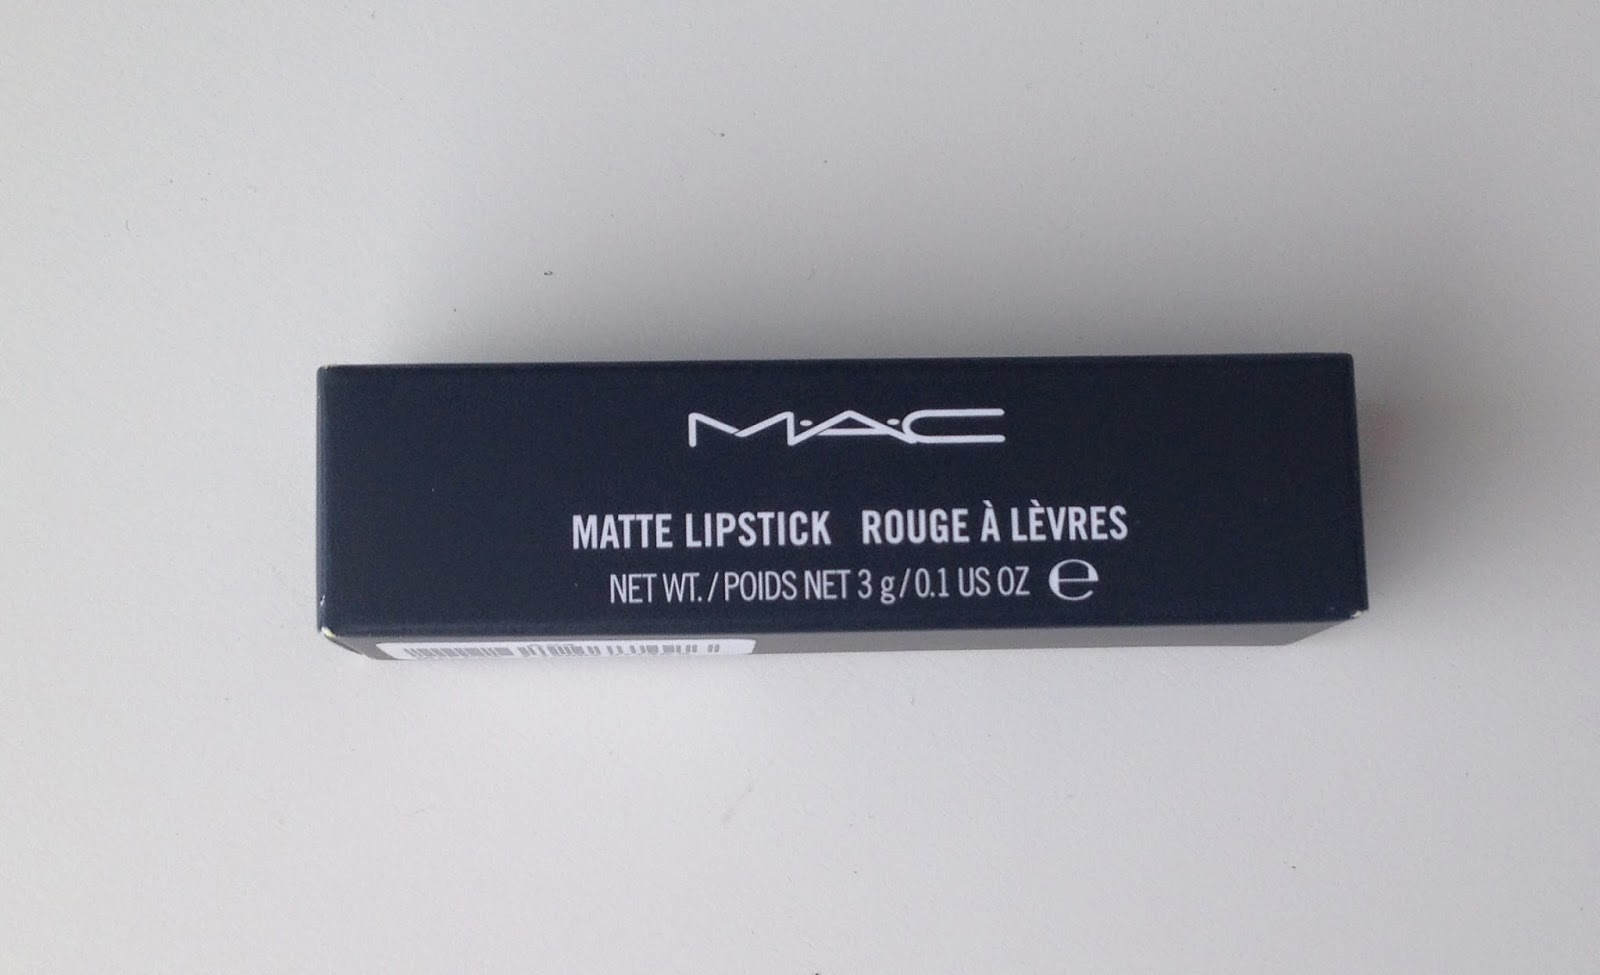 M·A·C
MATTE LIPSTICK ROUGE À LÈVRES
NET WT. / POIDS NET 3 g / 0.1 US OZ ℮